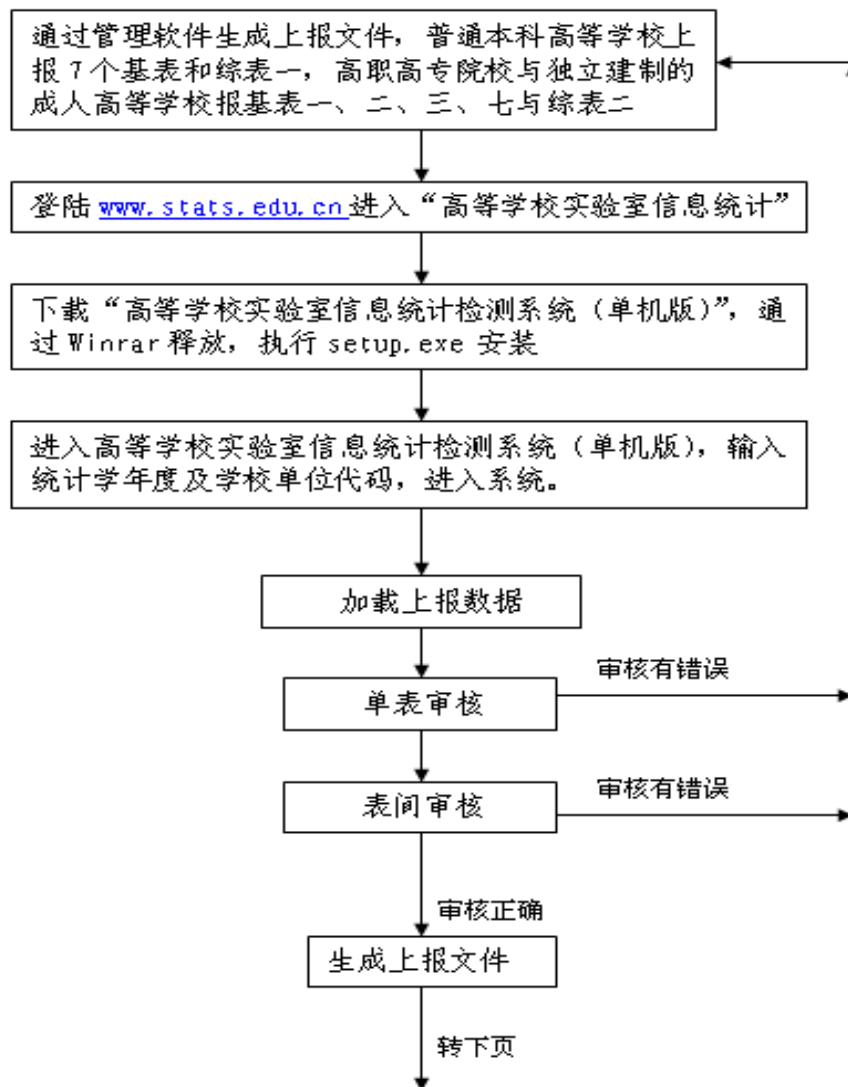 通过管理软件生成上报文件，普通本科高等学校上
报7个基表和综表一，高职高专院校与独立建制的
成人高等学校报基表一、二、三、七与综表二
登陆www.stats.edu.cn进入“高等学校实验室信息统计”
下载“高等学校实验室信息统计检测系统（单机版）”，通
过Winrar释放，执行setup.exe 安装
进入高等学校实验室信息统计检测系统（单机版），输入
统计学年度及学校单位代码，进入系统。
加载上报数据
审核有错误
单表审核
审核有错误
表间审核
审核正确
生成上报文件
转下页